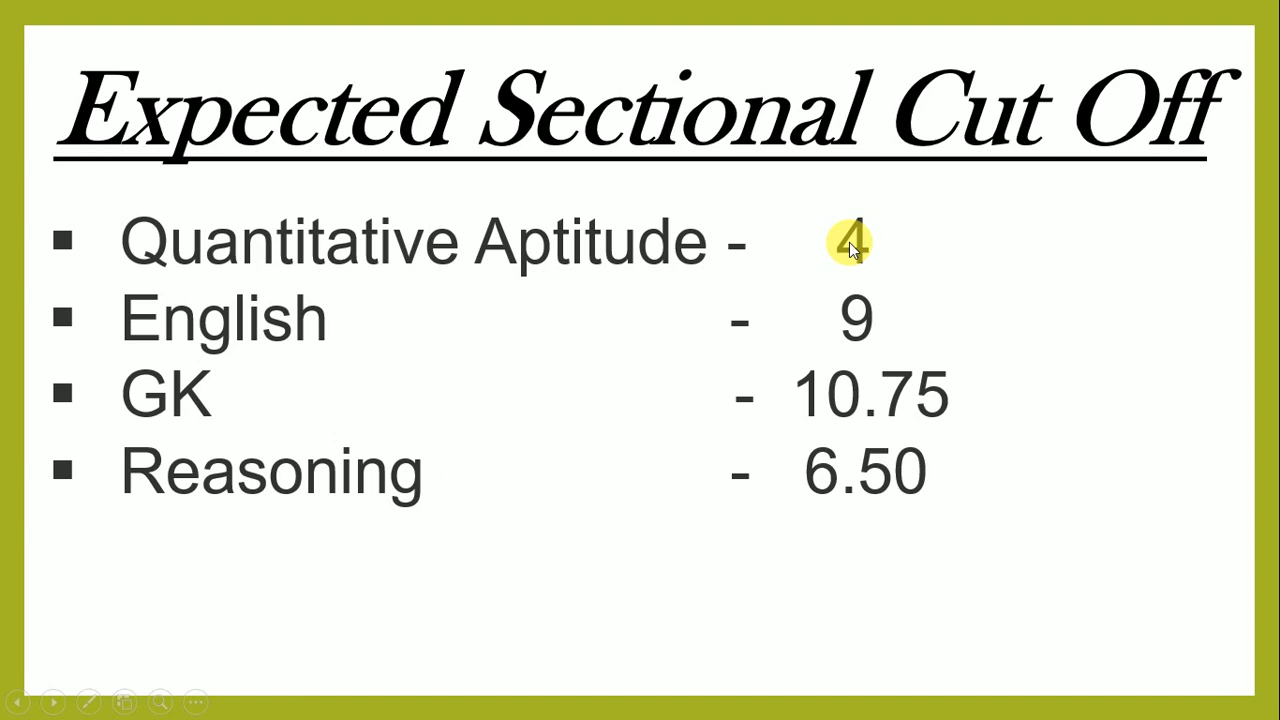 Expected Sectional Cut Off
▪ Quantitative Aptitude - 4
▪ English - 9
▪ GK - 10.75
▪ Reasoning - 6.50